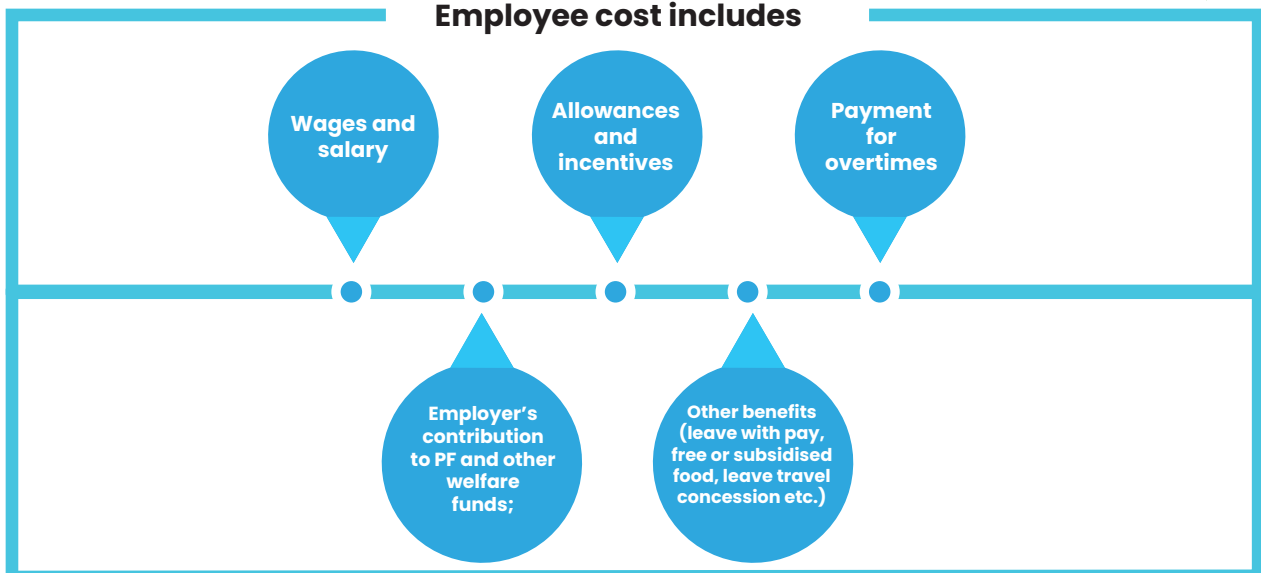 Employee cost includes
Wages and
salary
Allowances
and
incentives
Payment
for
overtimes
Employer's
contribution
to PF and other
welfare
funds;
Other benefits
(leave with pay,
free or subsidised
food, leave travel
concession etc.)